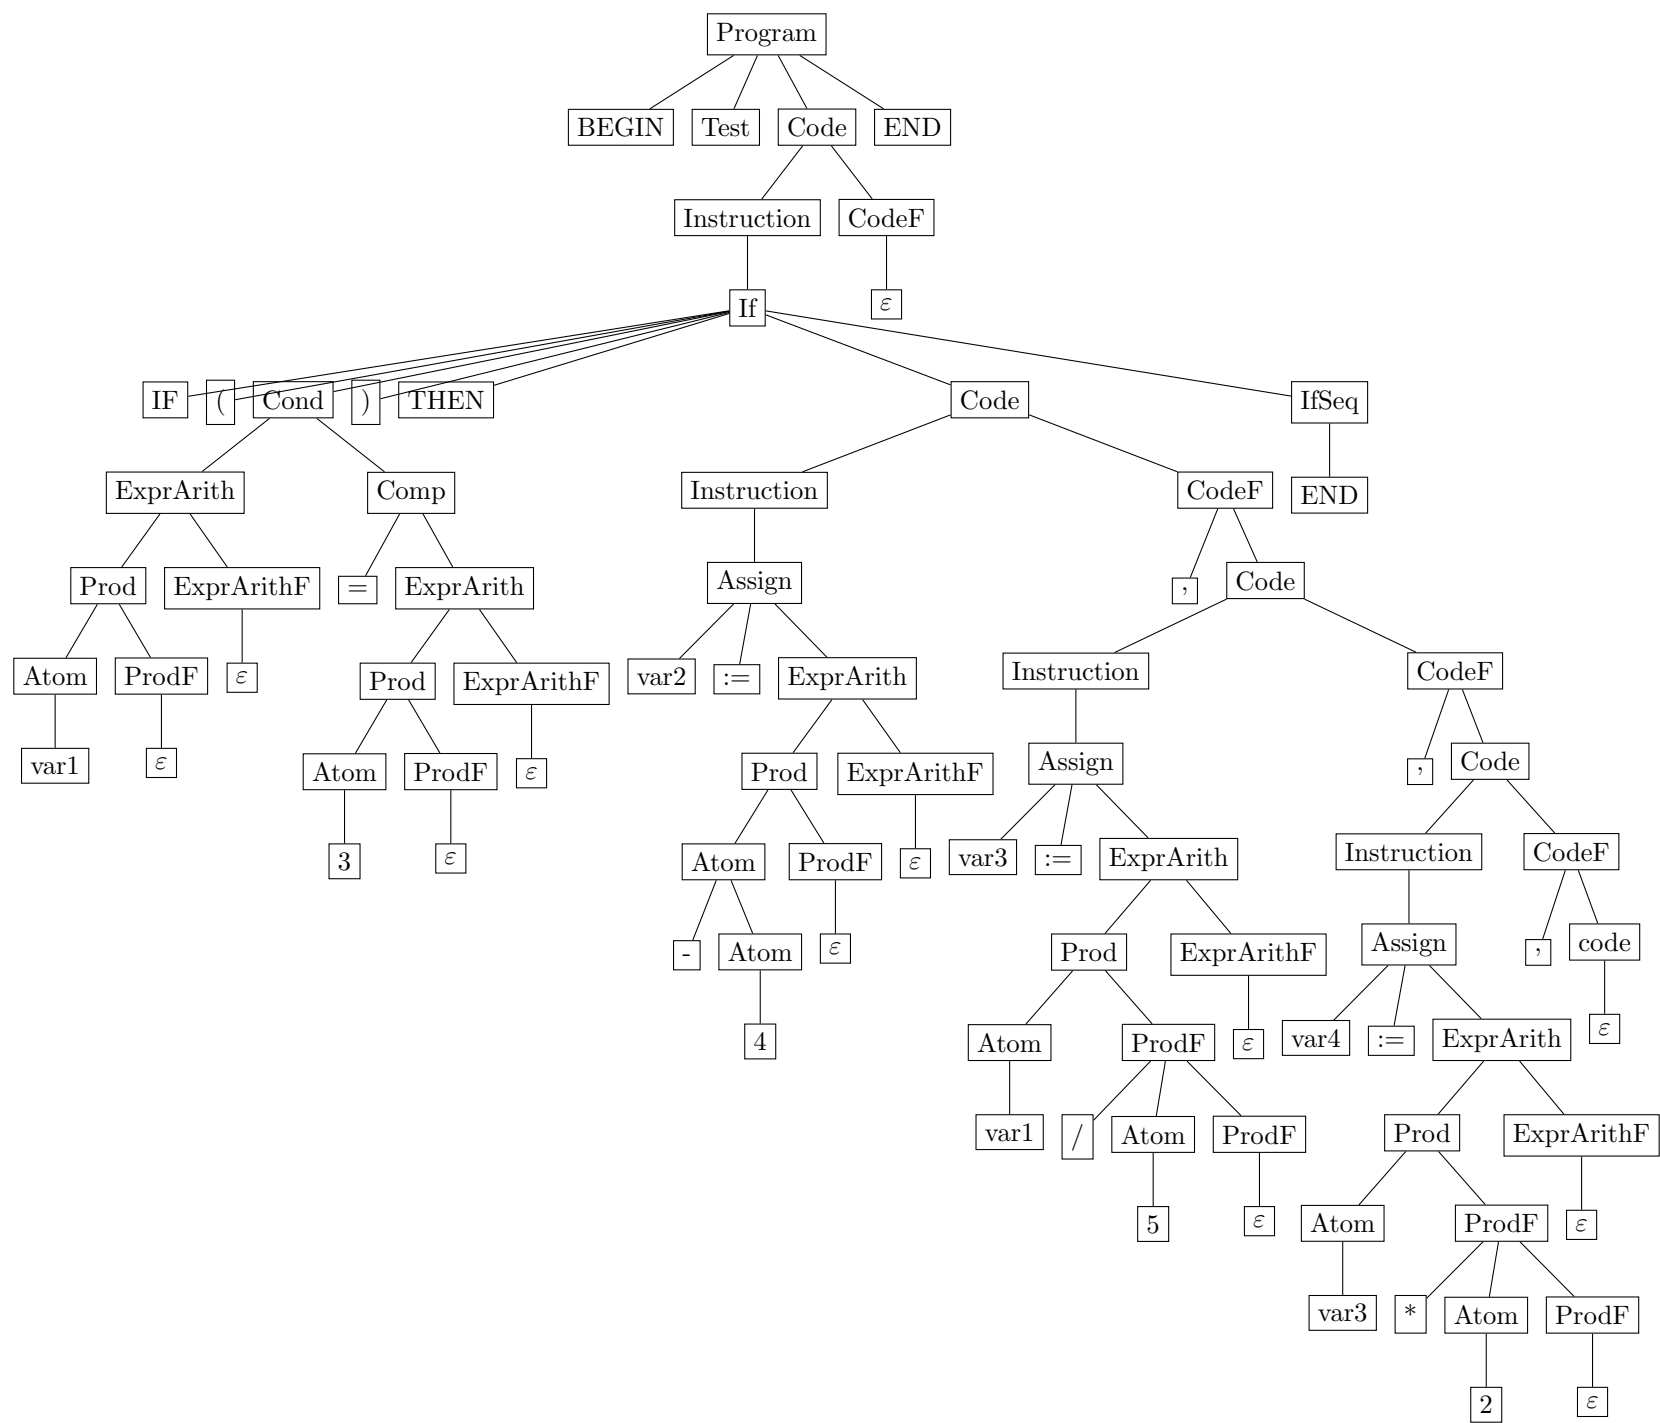 Program
BEGIN Test Code END
Instruction CodeF
If ε
IF ( Cond ) THEN Code IfSeq
ExprArith Comp Instruction CodeF END
Prod ExprArithF = ExprArith Assign , Code
Atom ProdF ε Prod ExprArithF var2 := ExprArith Instruction CodeF
var1 ε Atom ProdF ε Prod ExprArithF Assign , Code
3 ε Atom ProdF ε var3 := ExprArith Instruction CodeF
- Atom ε Prod ExprArithF Assign , code
4 Atom ProdF ε var4 := ExprArith ε
var1 / Atom ProdF Prod ExprArithF
5 ε Atom ProdF ε
var3 * Atom ProdF
2 ε